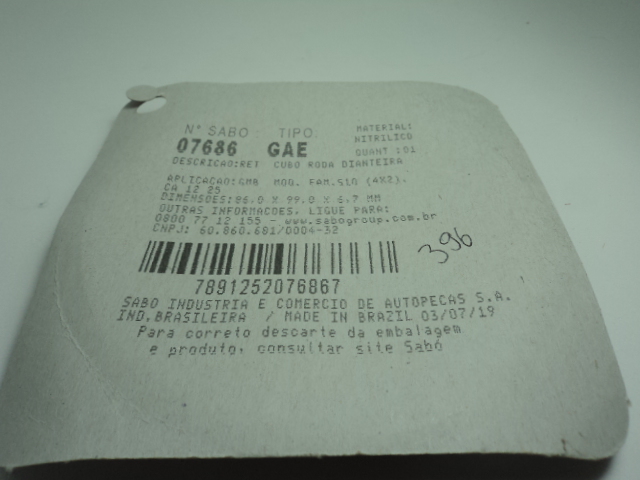 Nº SABO TIPO: MATERIAL:
07686 GAE NITRILICO
QUANT :01
DESCRICAO:RET CUBO RODA DIANTEIRA
APLICACAO:GMB MOD. FAM.S10 (4X2).
CA 12 25
DIMENSOES:86.0 X 99.0 X 6.7 MM
OUTRAS INFORMACOES, LIGUE PARA:
0800 77 12 155 - www.sabogroup.com.br
CNPJ: 60.860.681/0004-32
396
7891252076867
SABO INDUSTRIA E COMERCIO DE AUTOPECAS S.A.
IND.BRASILEIRA / MADE IN BRAZIL 03/07/19
Para correto descarte da embalagem
e produto, consultar site Sabó